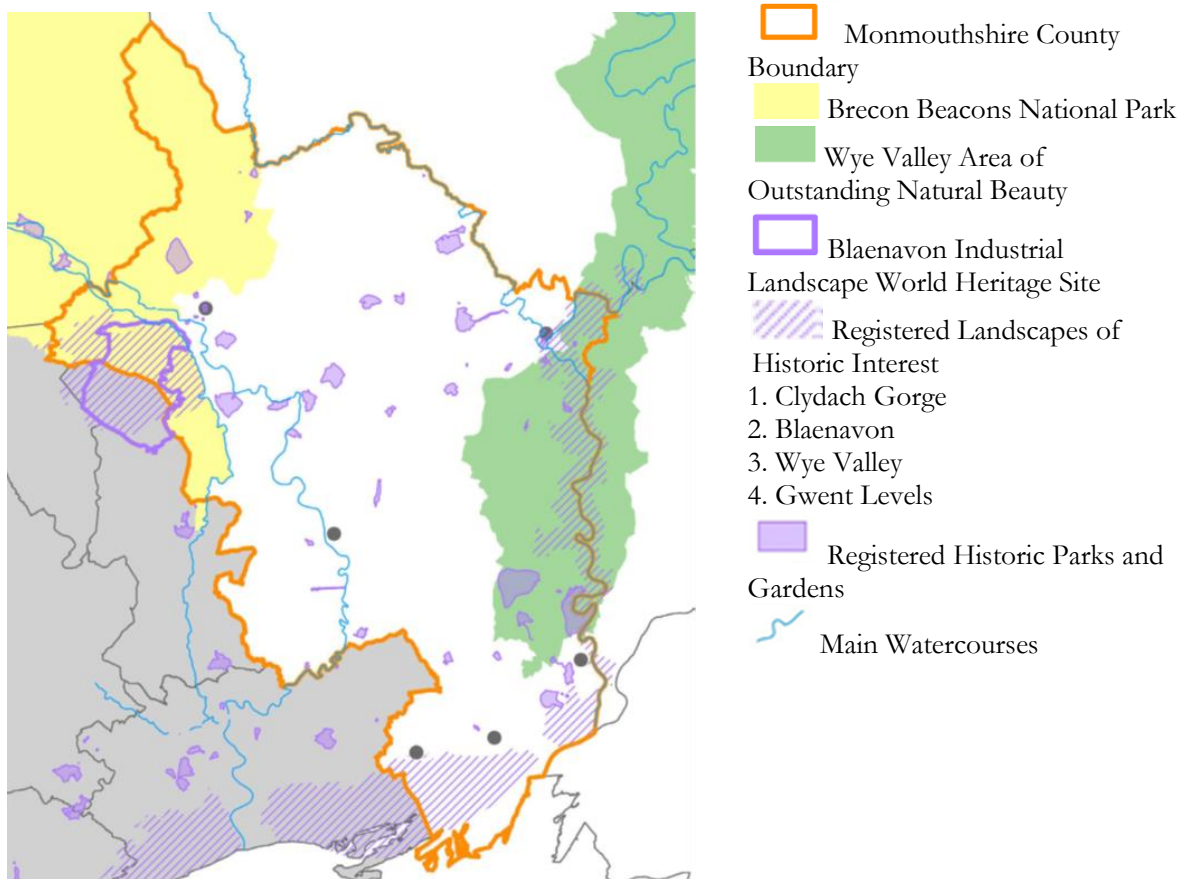 Monmouthshire County
Boundary
Brecon Beacons National Park
Wye Valley Area of
Outstanding Natural Beauty
Blaenavon Industrial
Landscape World Heritage Site
Registered Landscapes of
Historic Interest
1. Clydach Gorge
2. Blaenavon
3. Wye Valley
4. Gwent Levels
Registered Historic Parks and
Gardens
Main Watercourses